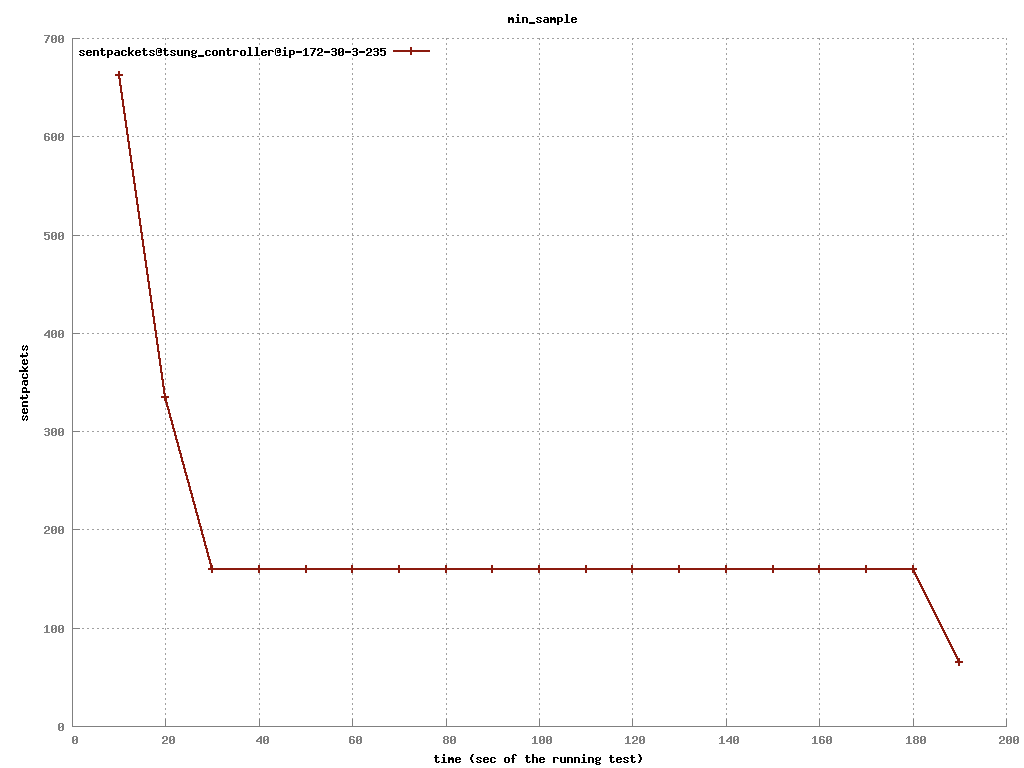 min_sample
700
sentpackets@tsung_controller@ip-172-30-3-235
600
500
400
sentpackets
300
200
100
0
0 20 40 60 80 100 120 140 160 180 200
time (sec of the running test)